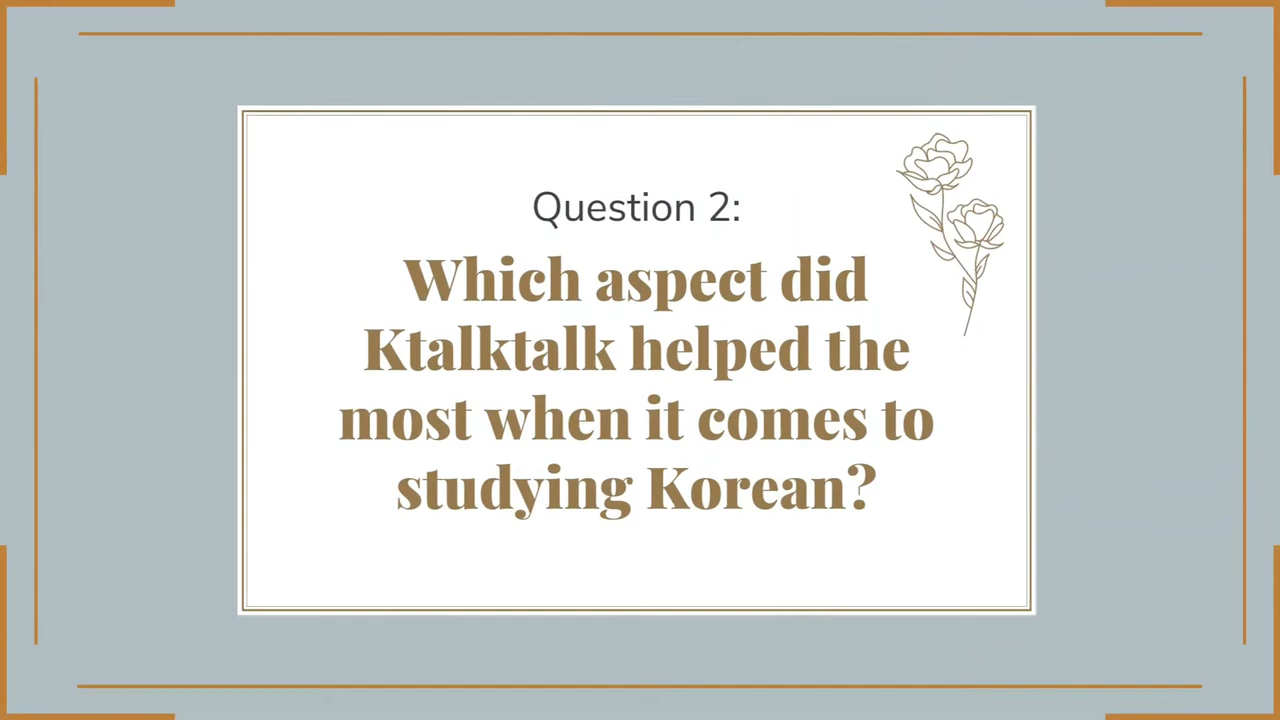 Question 2:
Which aspect did
Ktalktalk helped the
most when it comes to
studying Korean?